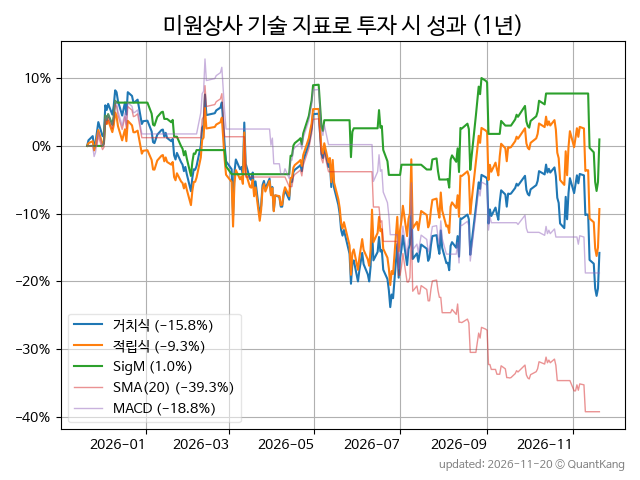 미원상사 기술 지표로 투자 시 성과 (1년)
10%
0%
−10%
−20%
−30%
−40%
거치식 (−15.8%)
적립식 (−9.3%)
SigM (1.0%)
SMA(20) (−39.3%)
MACD (−18.8%)
2026−01 2026−03 2026−05 2026−07 2026−09 2026−11
updated: 2026−11−20 © QuantKang